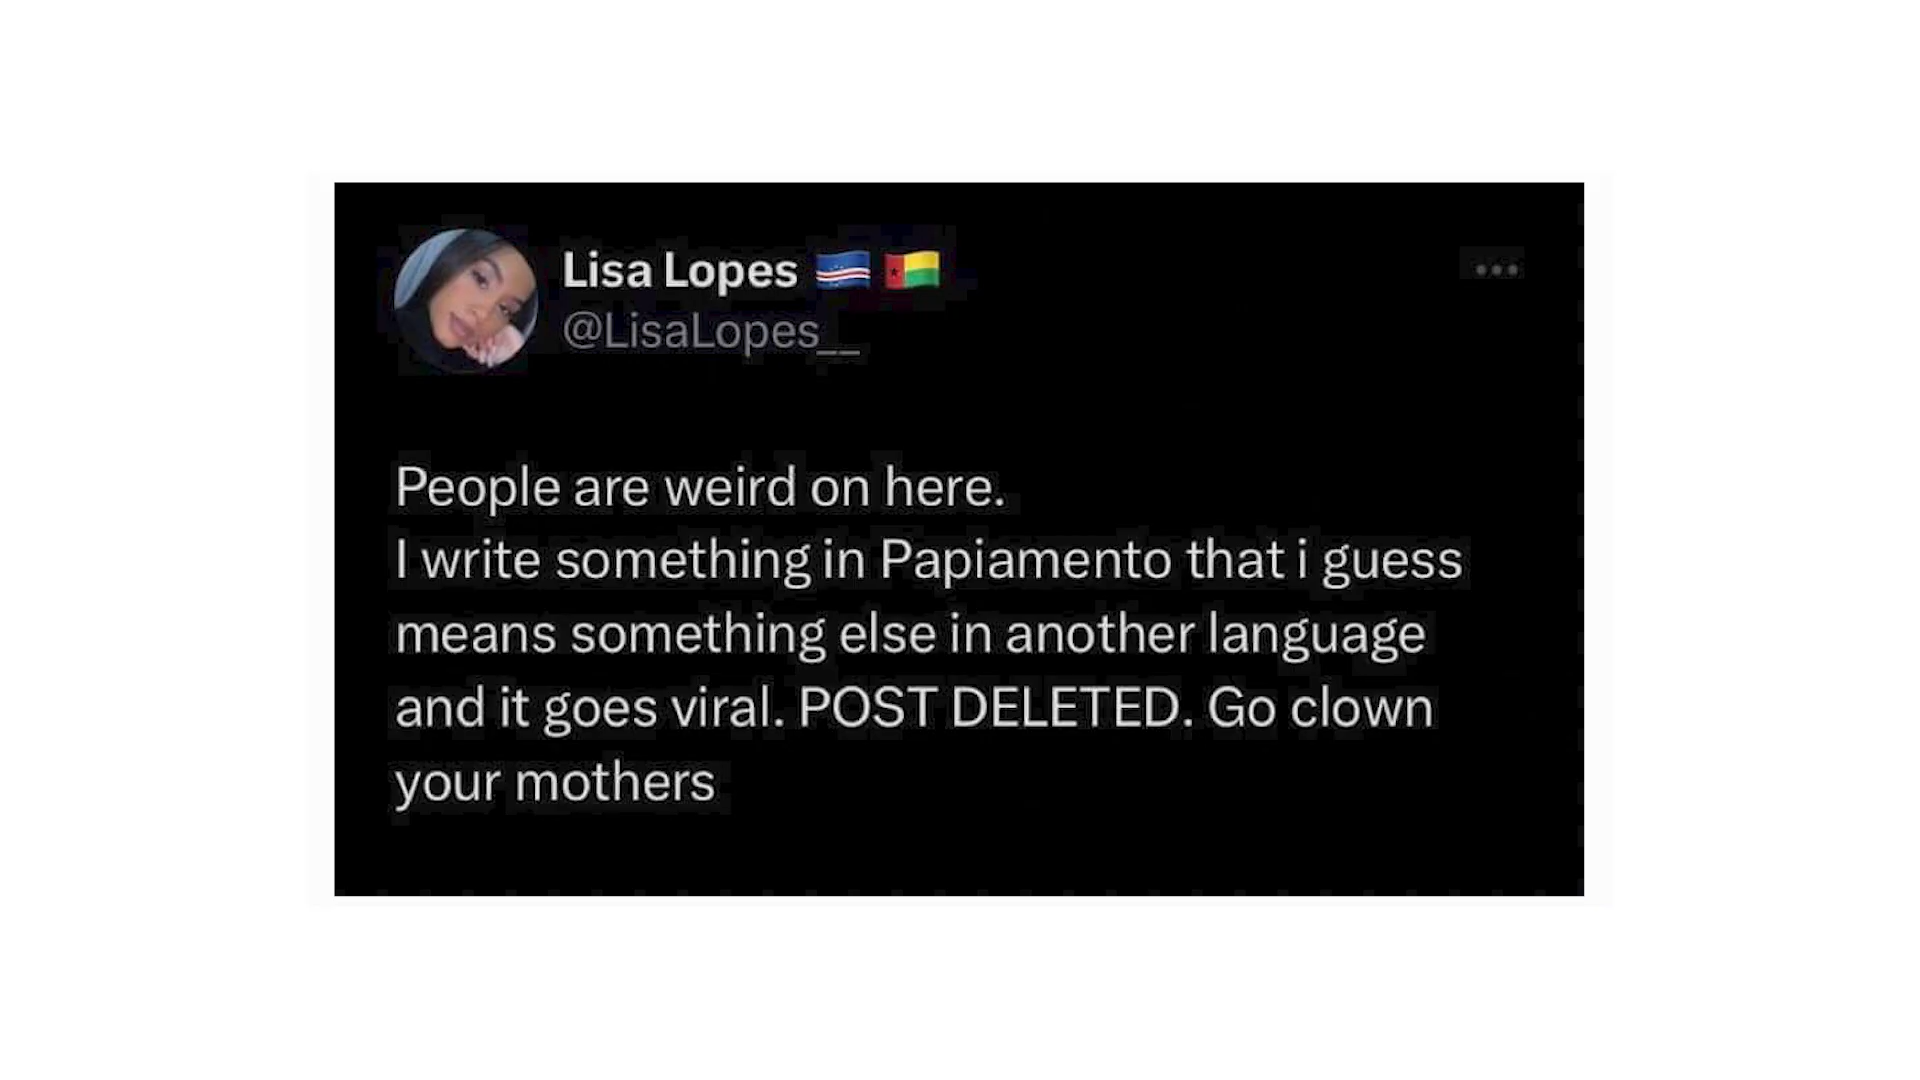 Lisa Lopes 🇨🇻 🇬🇼
@LisaLopes__
People are weird on here.
I write something in Papiamento that i guess
means something else in another language
and it goes viral. POST DELETED. Go clown
your mothers